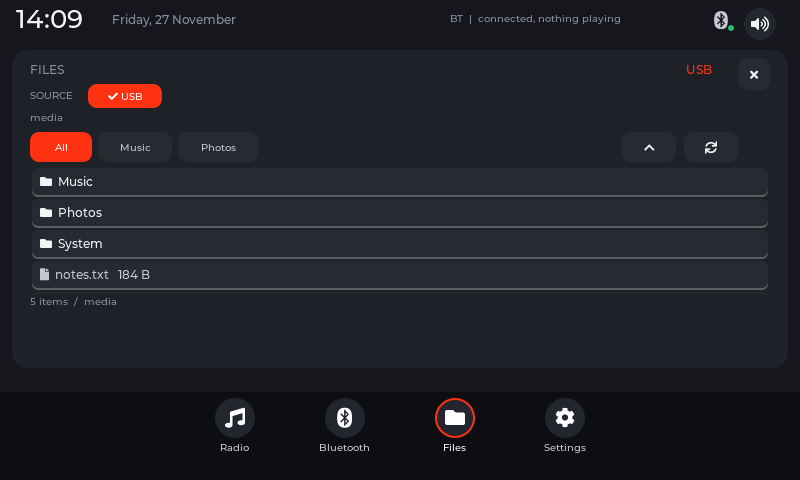 14:09 Friday, 27 November BT | connected, nothing playing
FILES USB
SOURCE USB
media
All Music Photos
Music
Photos
System
notes.txt 184 B
5 items / media
Radio Bluetooth Files Settings